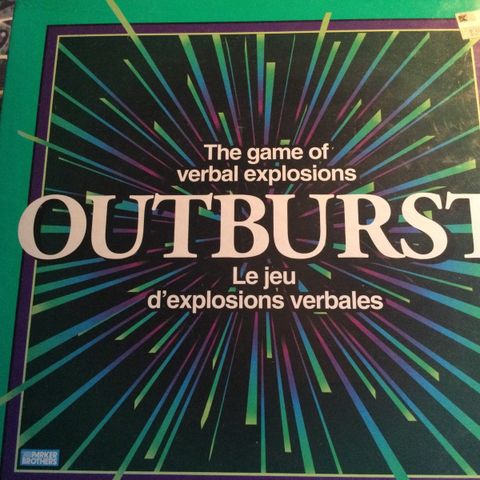 The game of
verbal explosions
OUTBURST
Le jeu
d'explosions verbales
PARKER
BROTHERS